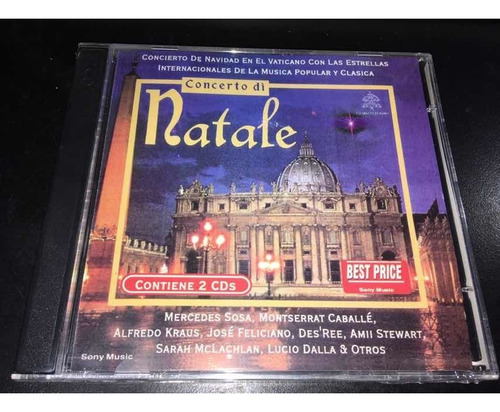 CONCIERTO DE NAVIDAD EN EL VATICANO CON LAS ESTRELLAS
INTERNACIONALES DE LA MUSICA POPULAR Y CLASICA
Concerto di
Natale
CONTIENE 2 CDs
BEST PRICE
Sony Music
MERCEDES SOSA, MONTSERRAT CABALLÉ,
ALFREDO KRAUS, JOSÉ FELICIANO, DES'REE, AMII STEWART,
SARAH MCLACHLAN, LUCIO DALLA & OTROS
Sony Music